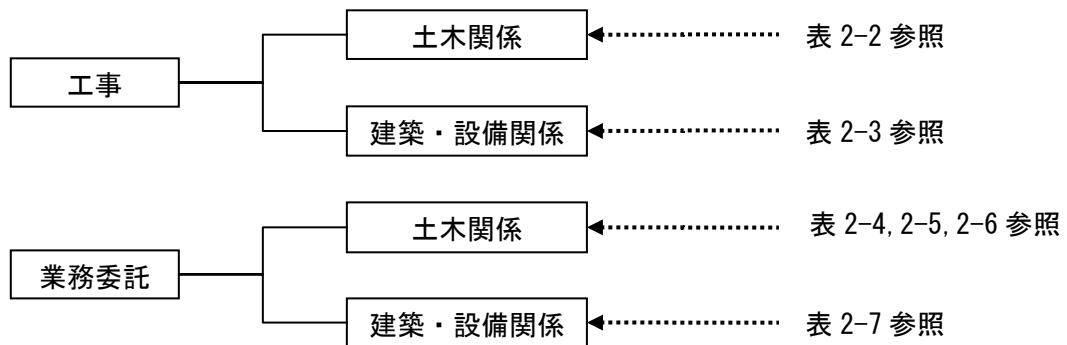 土木関係
表 2-2 参照
工事
建築・設備関係
表 2-3 参照
土木関係
表 2-4, 2-5, 2-6 参照
業務委託
建築・設備関係
表 2-7 参照